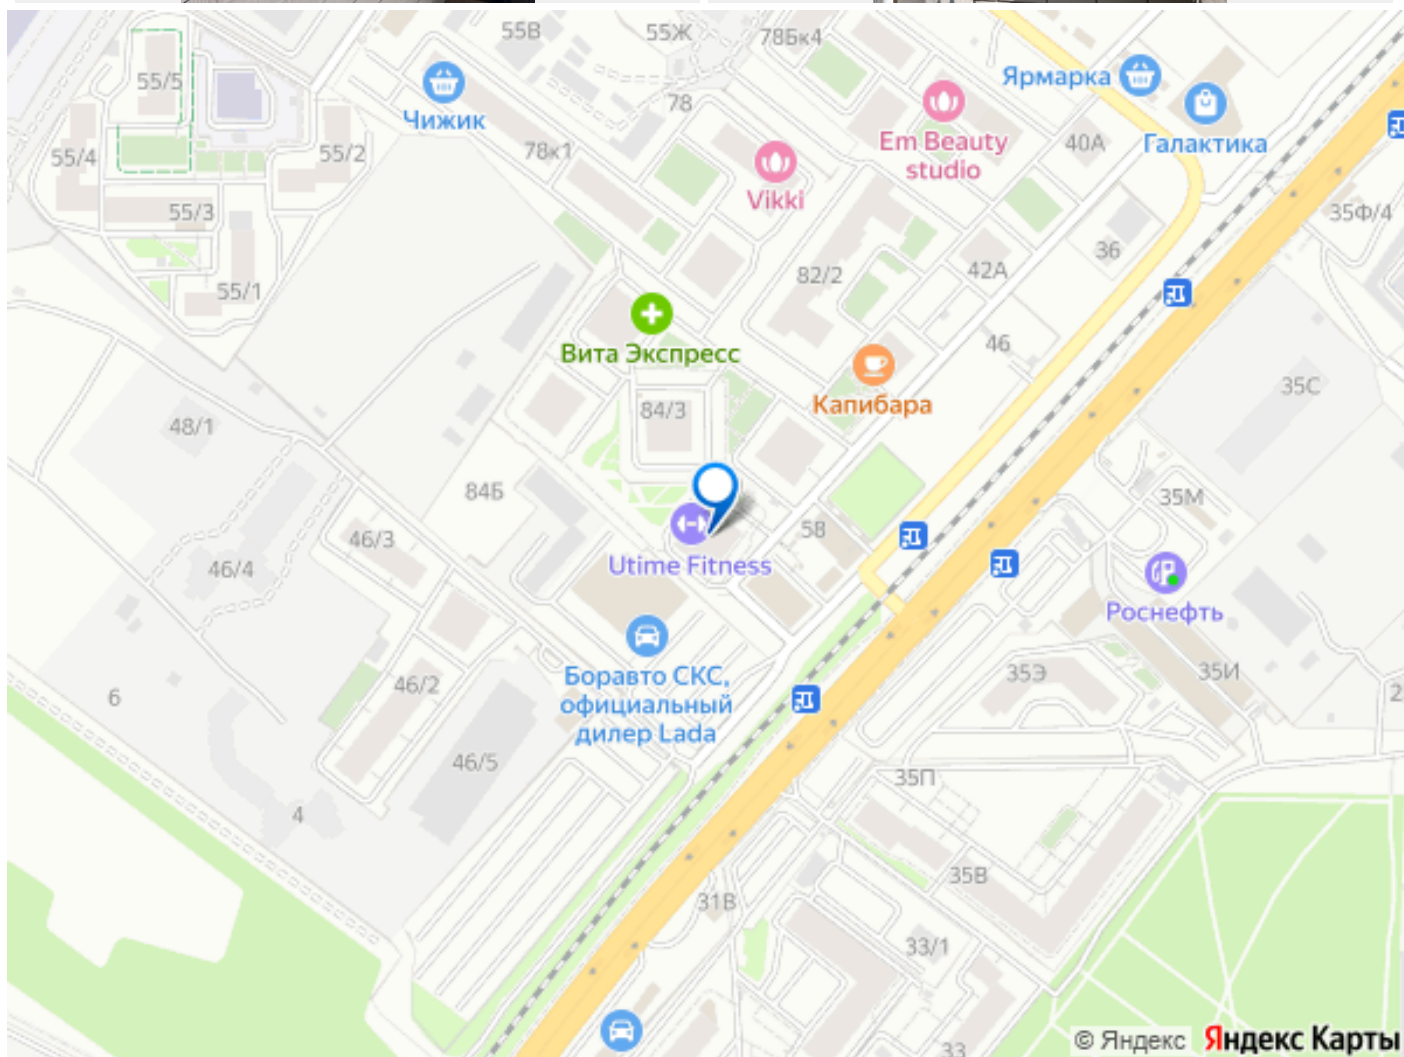 55В
55Ж
78Бк4
55/5
Ярмарка
Чижик
78
Em Beauty
studio
40А
Галактика
55/4
55/2
78к1
Vikki
55/3
35Ф/4
36
82/2
42А
55/1
Вита Экспресс
46
35С
Капибара
84/3
48/1
84Б
35М
5В
46/3
Utime Fitness
46/4
Роснефть
Боравто СКС,
официальный
дилер Lada
35Э
35И
46/2
6
2
46/5
35П
4
35В
31В
33/1
33
© Яндекс Яндекс Карты